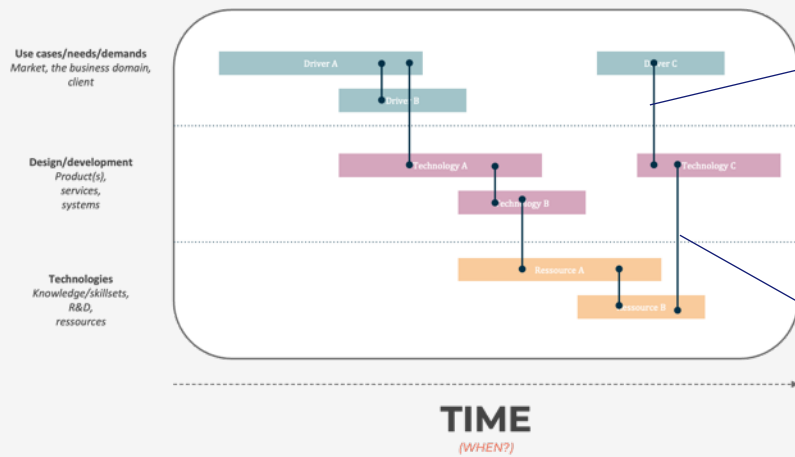 Use cases/needs/demands
Market, the business domain,
client
Driver A
Driver C
Driver B
Design/development
Product(s),
services,
systems
Technology A
Technology C
Technology B
Technologies
Knowledge/skillsets,
R&D,
ressources
Ressource A
Ressource B
TIME
(WHEN?)